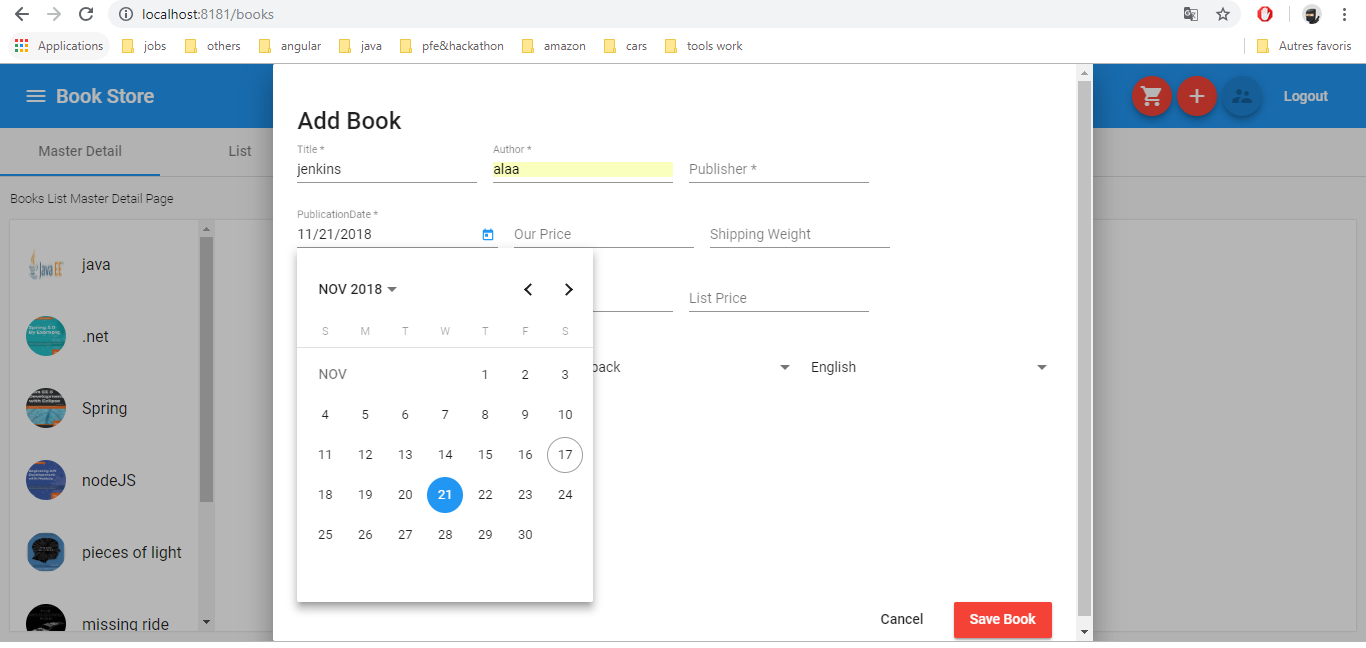 localhost:8181/books
Applications jobs others angular java pfe&hackathon amazon cars tools work Autres favoris
Book Store Logout
Master Detail List
Books List Master Detail Page
java
.net
Spring
nodeJS
pieces of light
missing ride
Add Book
Title * Author *
jenkins alaa Publisher *
PublicationDate *
11/21/2018 Our Price Shipping Weight
List Price
back English
NOV 2018
S M T W T F S
NOV 1 2 3
4 5 6 7 8 9 10
11 12 13 14 15 16 17
18 19 20 21 22 23 24
25 26 27 28 29 30
Cancel Save Book